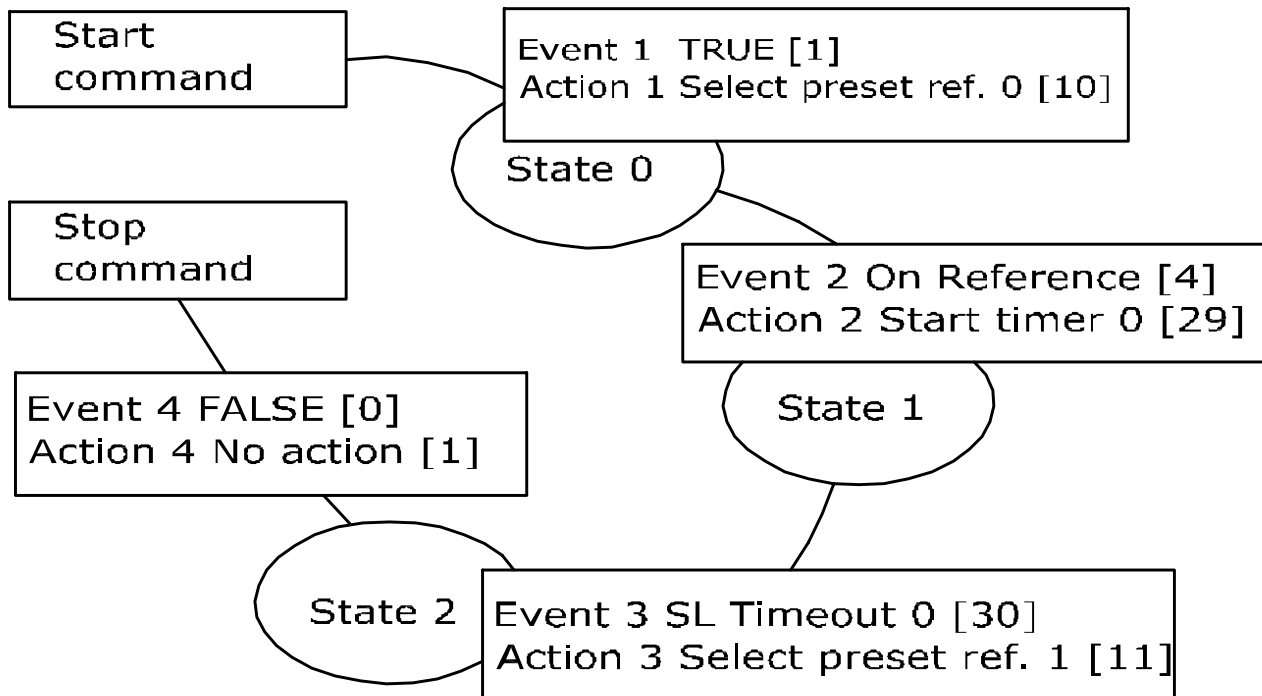 Start
command
Event 1 TRUE [1]
Action 1 Select preset ref. 0 [10]
State 0
Stop
command
Event 2 On Reference [4]
Action 2 Start timer 0 [29]
State 1
Event 4 FALSE [0]
Action 4 No action [1]
State 2
Event 3 SL Timeout 0 [30]
Action 3 Select preset ref. 1 [11]